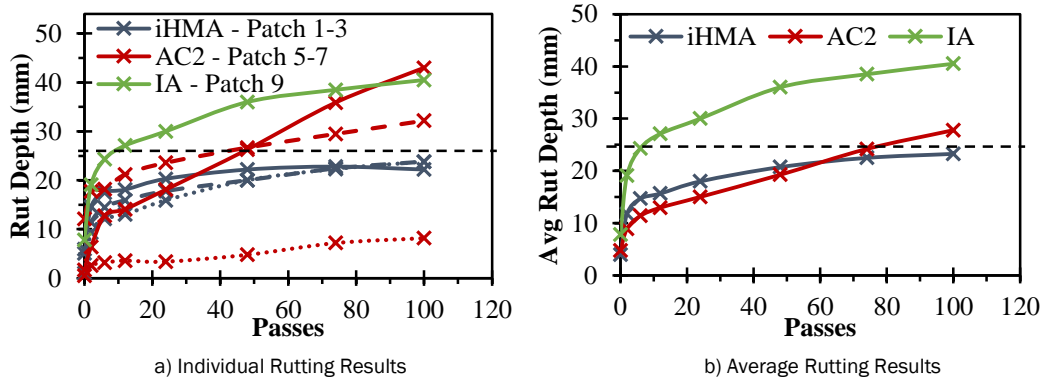 50
40
30
20
10
0
Rut Depth (mm)
iHMA - Patch 1-3
AC2 - Patch 5-7
IA - Patch 9
0 20 40 60 80 100 120
Passes
a) Individual Rutting Results
50
40
30
20
10
0
Avg Rut Depth (mm)
iHMA AC2 IA
0 20 40 60 80 100 120
Passes
b) Average Rutting Results